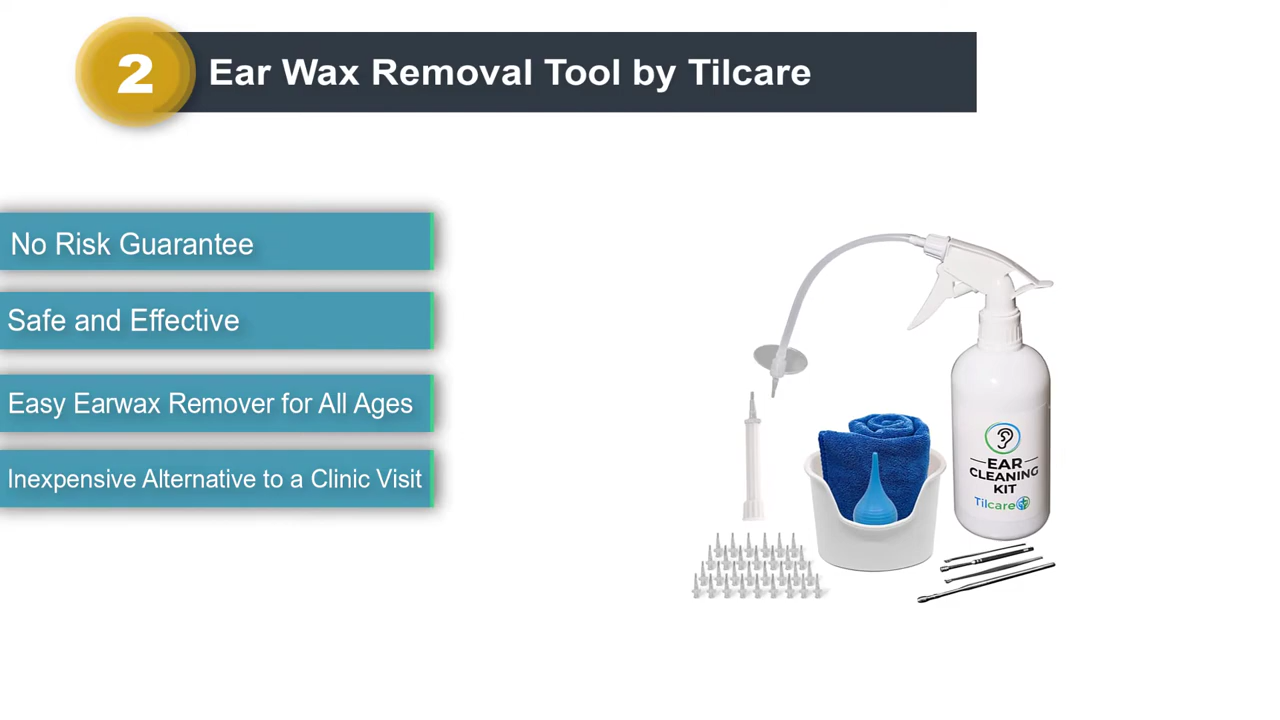 2
Ear Wax Removal Tool by Tilcare
No Risk Guarantee
Safe and Effective
Easy Earwax Remover for All Ages
Inexpensive Alternative to a Clinic Visit
EAR
CLEANING
KIT
Tilcare